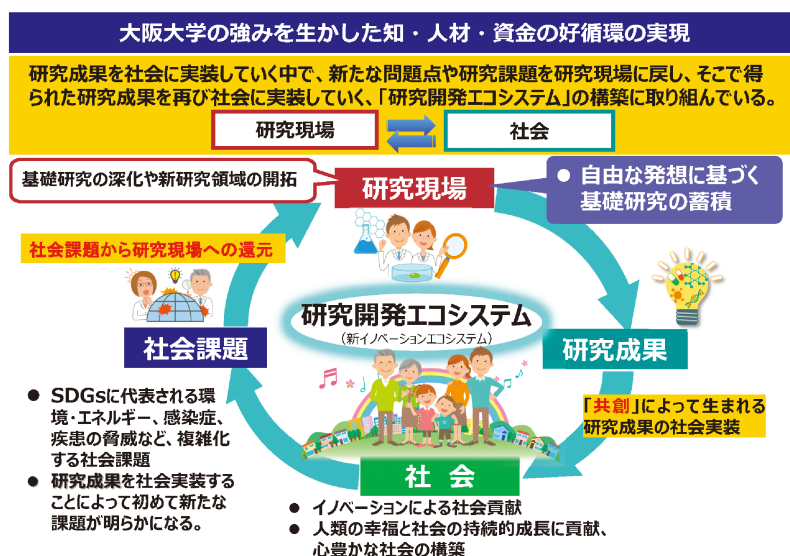 大阪大学の強みを生かした知・人材・資金の好循環の実現
研究成果を社会に実装していく中で、新たな問題点や研究課題を研究現場に戻し、そこで得
られた研究成果を再び社会に実装していく、「研究開発エコシステム」の構築に取り組んでいる。
研究現場
社会
基礎研究の深化や新研究領域の開拓
研究現場
● 自由な発想に基づく
基礎研究の蓄積
社会課題から研究現場への還元
研究開発エコシステム
（新イノベーションエコシステム）
社会課題
研究成果
● SDGsに代表される環
境・エネルギー、感染症、
疾患の脅威など、複雑化
する社会課題
● 研究成果を社会実装する
ことによって初めて新たな
課題が明らかになる。
「共創」によって生まれる
研究成果の社会実装
社 会
● イノベーションによる社会貢献
● 人類の幸福と社会の持続的成長に貢献、
心豊かな社会の構築